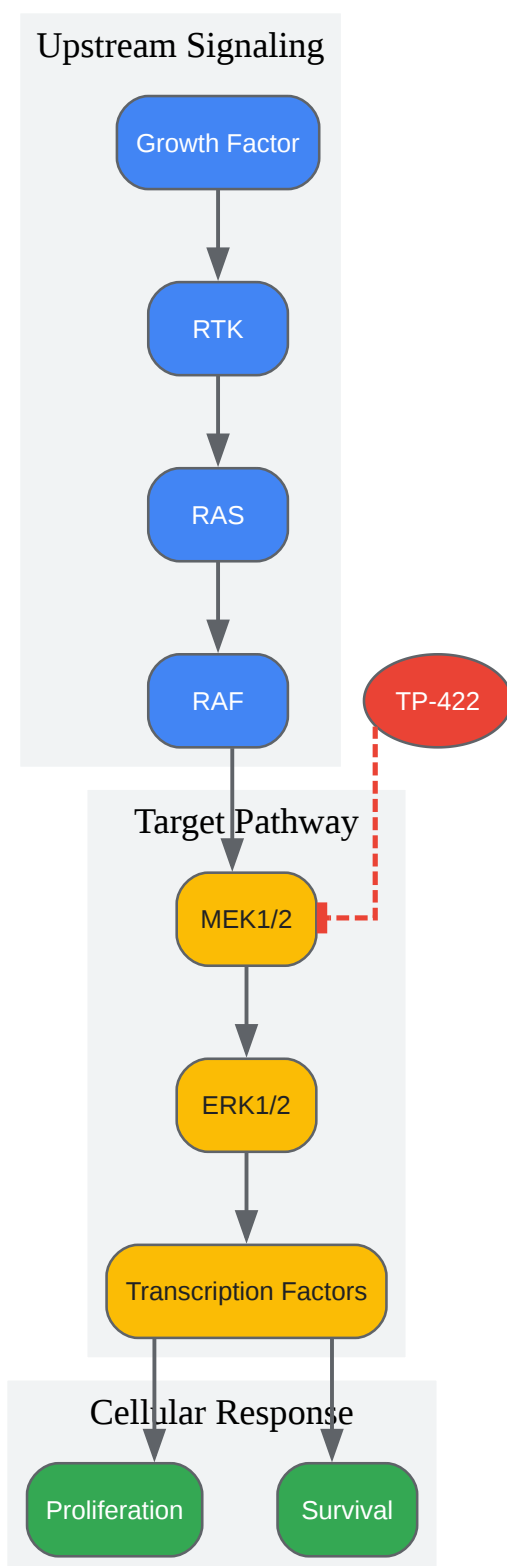 Upstream Signaling
Growth Factor
RTK
RAS
RAF
TP-422
Target Pathway
MEK1/2
ERK1/2
Transcription Factors
Cellular Response
Proliferation
Survival